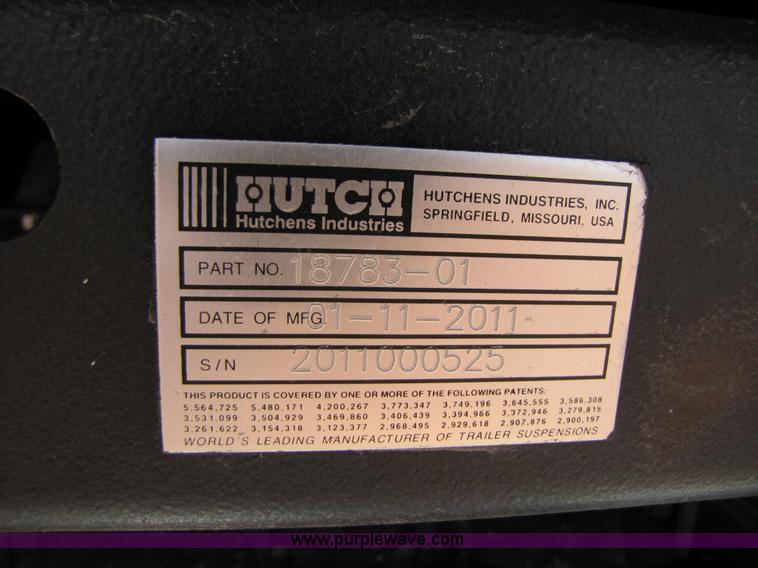 HUTCH
Hutchens Industries
HUTCHENS INDUSTRIES, INC.
SPRINGFIELD, MISSOURI, USA
PART NO. 18783-01
DATE OF MFG. 01-11-2011
S/N 2011000525
THIS PRODUCT IS COVERED BY ONE OR MORE OF THE FOLLOWING PATENTS:
5,564,725 5,480,171 4,200,267 3,773,347 3,749,196 3,645,555 3,586,308
3,531,099 3,504,929 3,469,860 3,406,439 3,394,966 3,372,946 3,279,815
3,261,622 3,154,318 3,123,377 2,968,495 2,929,618 2,907,876 2,900,197
WORLD'S LEADING MANUFACTURER OF TRAILER SUSPENSIONS
www.purplewave.com